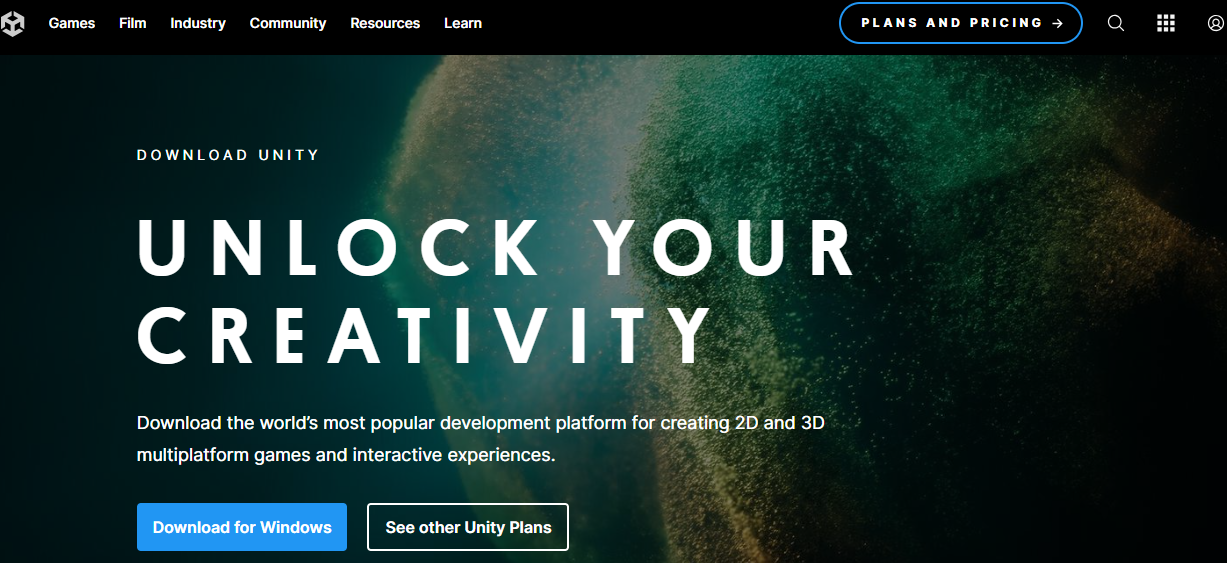 Games Film Industry Community Resources Learn PLANS AND PRICING →
DOWNLOAD UNITY
UNLOCK YOUR
CREATIVITY
Download the world’s most popular development platform for creating 2D and 3D
multiplatform games and interactive experiences.
Download for Windows See other Unity Plans